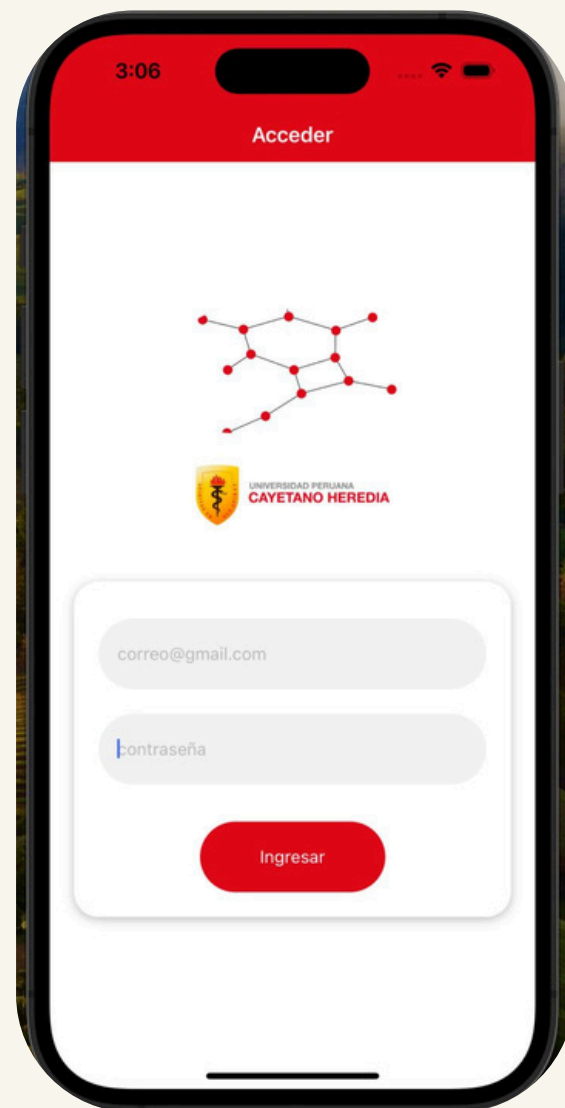 3:06
Acceder
UNIVERSIDAD PERUANA
CAYETANO HEREDIA
correo@gmail.com
contraseña
Ingresar